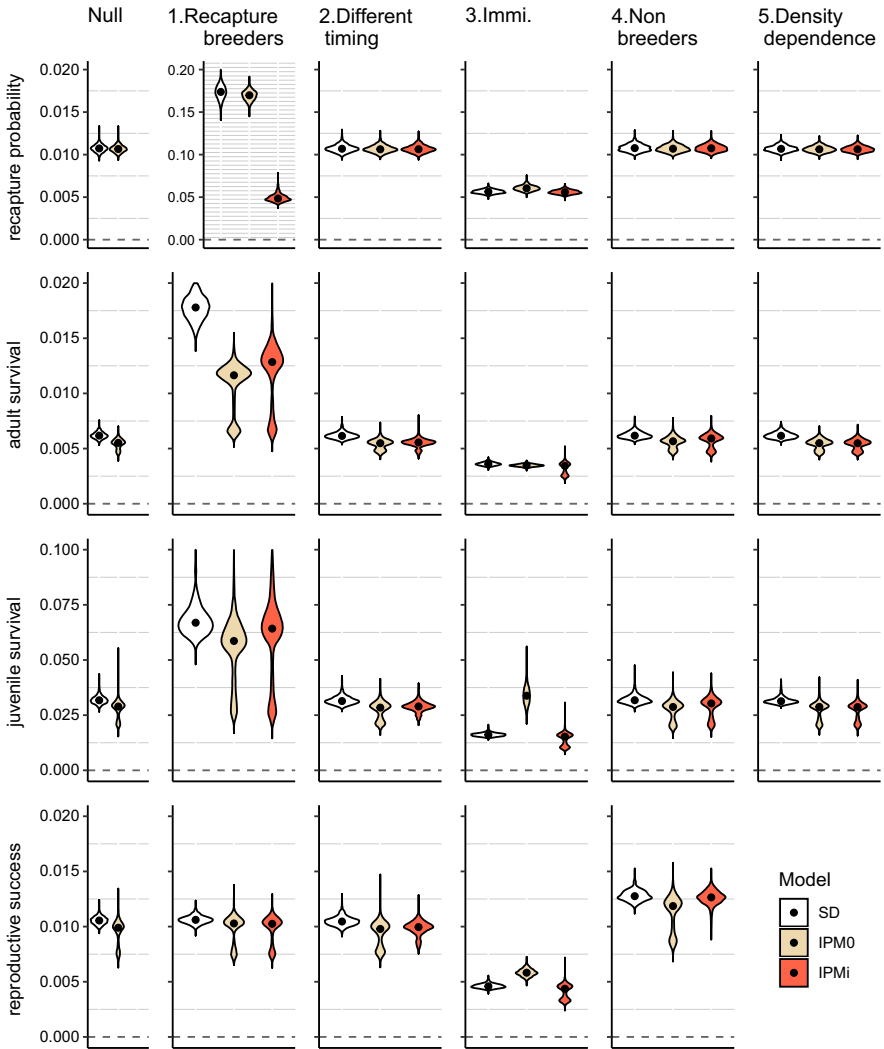 Null
1.Recapture
breeders
2.Different
timing
3.Immi.
4.Non
breeders
5.Density
dependence
recapture probability
0.020
0.015
0.010
0.005
0.000
0.20
0.15
0.10
0.05
0.00
adult survival
0.020
0.015
0.010
0.005
0.000
juvenile survival
0.100
0.075
0.050
0.025
0.000
reproductive success
0.020
0.015
0.010
0.005
0.000
Model
SD
IPM0
IPMi